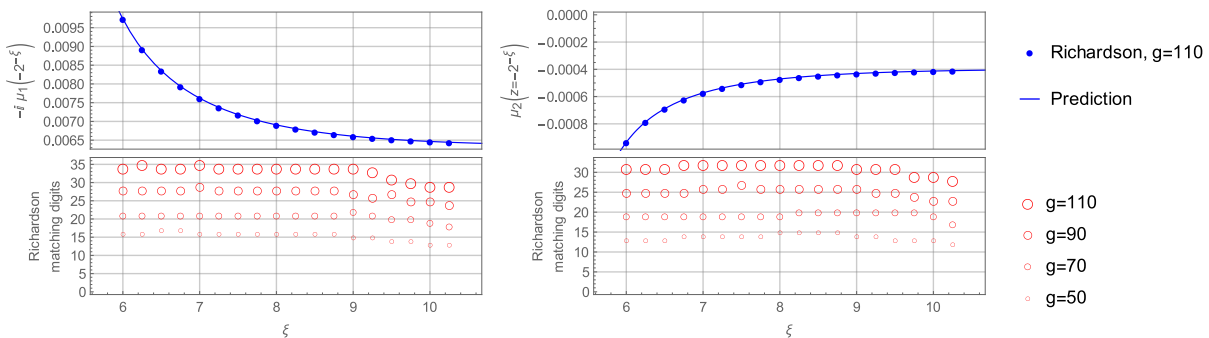 0.0095
0.0090
0.0085
0.0080
0.0075
0.0070
0.0065
-i μ₁(-2^-ξ)
35
30
25
20
15
10
5
0
Richardson
matching digits
6 7 8 9 10
ξ
0.0000
-0.0002
-0.0004
-0.0006
-0.0008
μ₂(z=-2^-ξ)
30
25
20
15
10
5
0
Richardson
matching digits
6 7 8 9 10
ξ
Richardson, g=110
Prediction
g=110
g=90
g=70
g=50